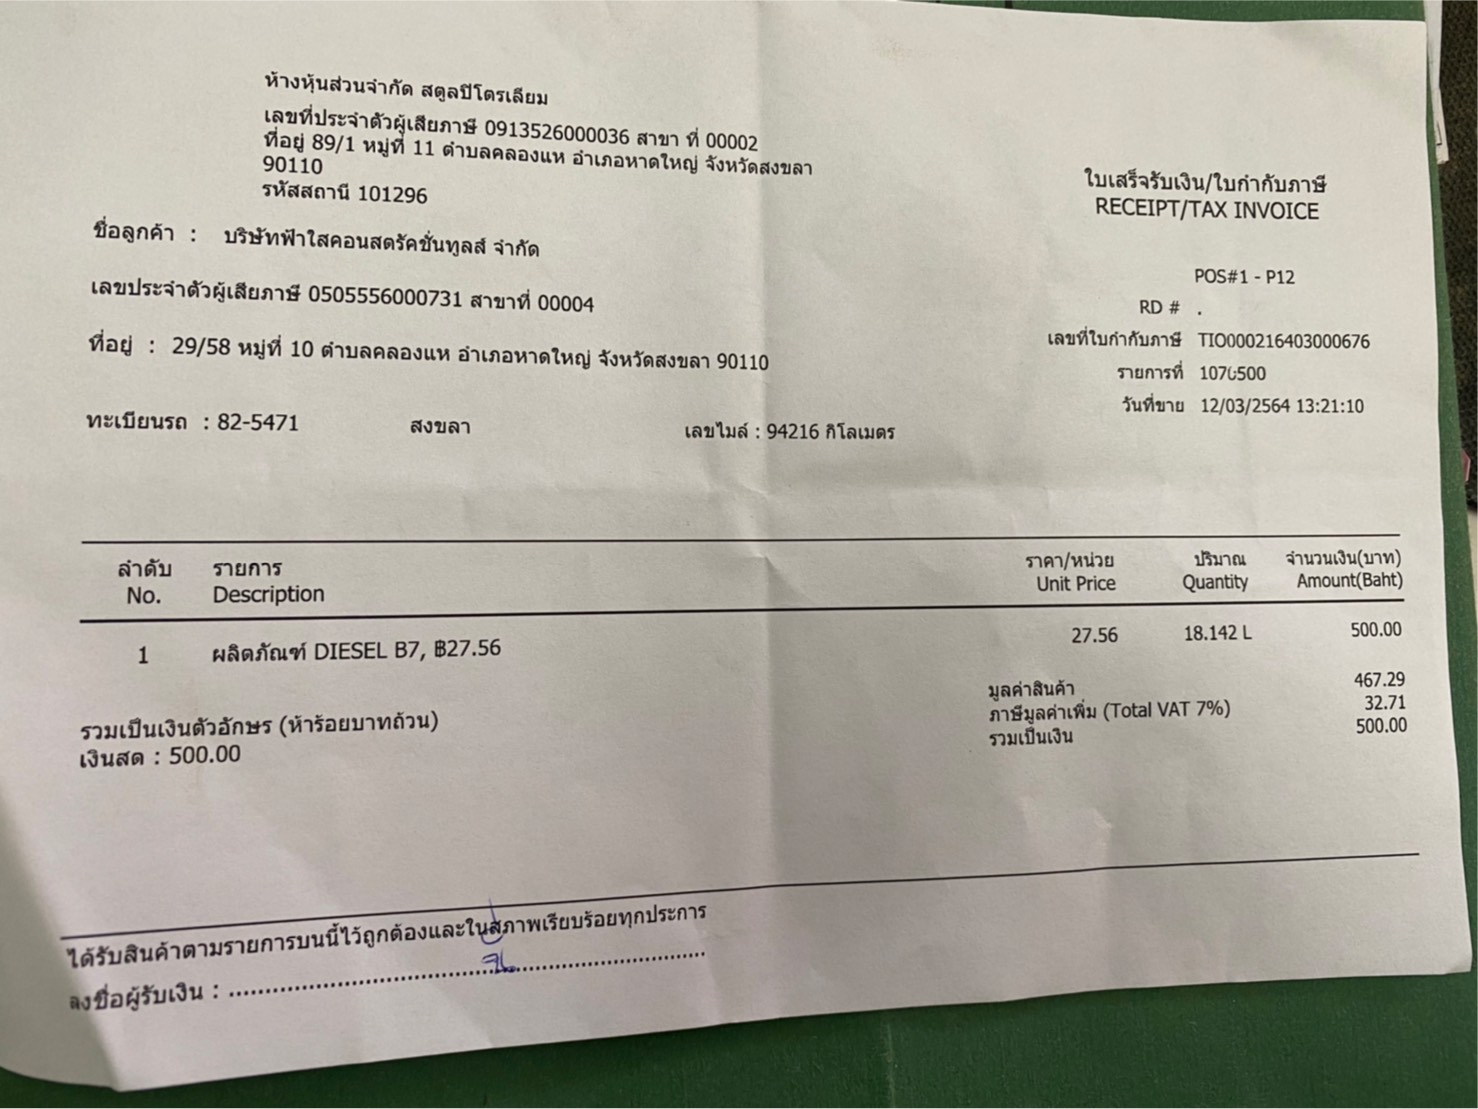 ห้างหุ้นส่วนจำกัด สตูลปิโตรเลียม
เลขที่ประจำตัวผู้เสียภาษี 0913526000036 สาขา ที่ 00002
ที่อยู่ 89/1 หมู่ที่ 11 ตำบลคลองแห อำเภอหาดใหญ่ จังหวัดสงขลา
90110
รหัสสถานี 101296
ใบเสร็จรับเงิน/ใบกำกับภาษี
RECEIPT/TAX INVOICE
ชื่อลูกค้า : บริษัทฟ้าใสคอนสตรัคชั่นทูลส์ จำกัด
POS#1 - P12
เลขประจำตัวผู้เสียภาษี 0505556000731 สาขาที่ 00004
RD # .
ที่อยู่ : 29/58 หมู่ที่ 10 ตำบลคลองแห อำเภอหาดใหญ่ จังหวัดสงขลา 90110
เลขที่ใบกำกับภาษี TIO000216403000676
รายการที่ 1076500
วันที่ขาย 12/03/2564 13:21:10
ทะเบียนรถ : 82-5471 สงขลา เลขไมล์ : 94216 กิโลเมตร
ลำดับ รายการ ราคา/หน่วย ปริมาณ จำนวนเงิน(บาท)
No. Description Unit Price Quantity Amount(Baht)
1 ผลิตภัณฑ์ DIESEL B7, ฿27.56 27.56 18.142 L 500.00
มูลค่าสินค้า 467.29
ภาษีมูลค่าเพิ่ม (Total VAT 7%) 32.71
รวมเป็นเงิน 500.00
รวมเป็นเงินตัวอักษร (ห้าร้อยบาทถ้วน)
เงินสด : 500.00
ได้รับสินค้าตามรายการบนนี้ไว้ถูกต้องและในสภาพเรียบร้อยทุกประการ
ลงชื่อผู้รับเงิน : ........................................................